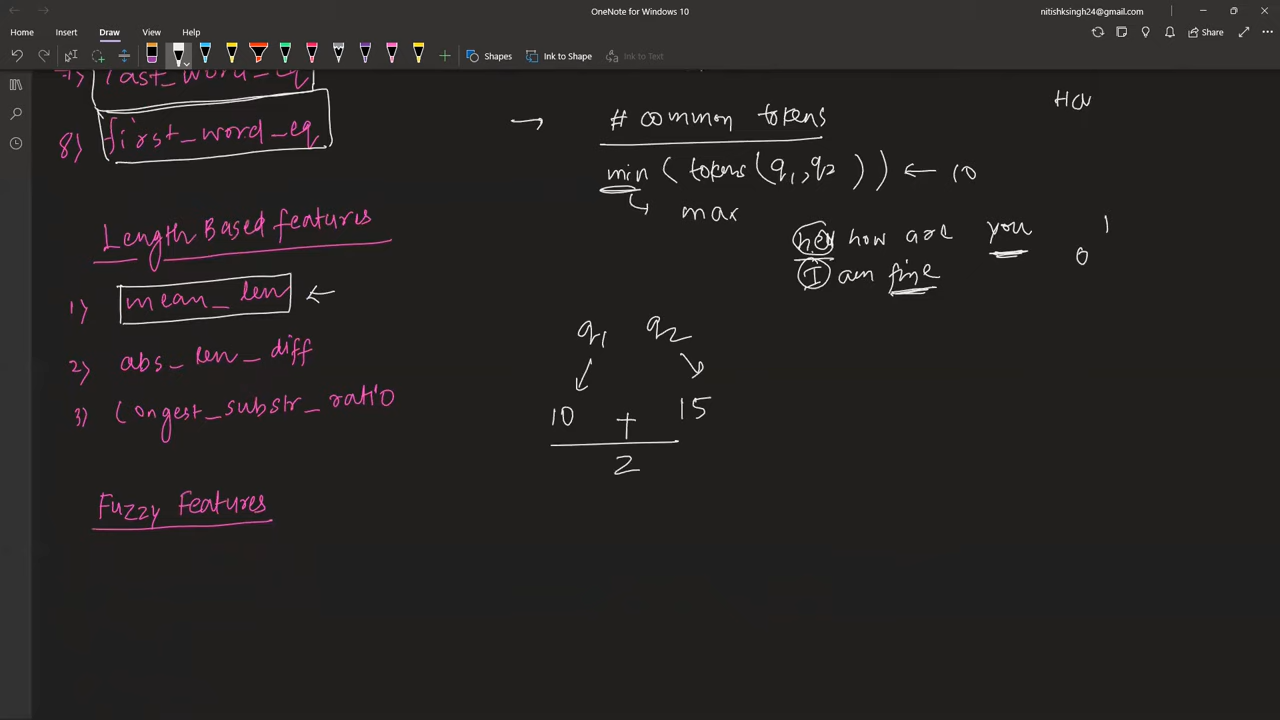 OneNote for Windows 10
nitishksingh24@gmail.com
Home Insert Draw View Help
Shapes Ink to Shape Ink to Text Share
7) last_word_eq
8) first_word_eq
Length Based features
1) mean_len ←
2) abs_len_diff
3) longest_substr_ratio
Fuzzy Features
→ # common tokens
min ( tokens (q1, q2 ) ) ← 10
max
hey how are you
I am fine
1
0
q1 q2
10 + 15
2